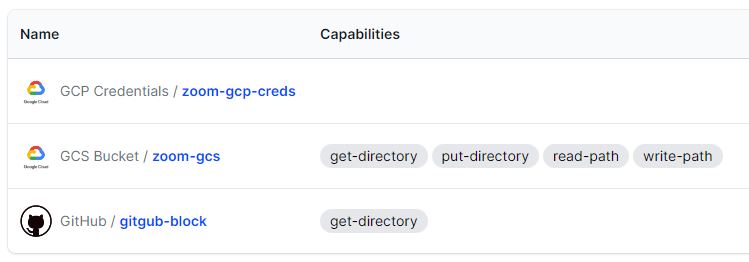 Name Capabilities
GCP Credentials / zoom-gcp-creds
Google Cloud
GCS Bucket / zoom-gcs get-directory put-directory read-path write-path
Google Cloud
GitHub / gitgub-block get-directory